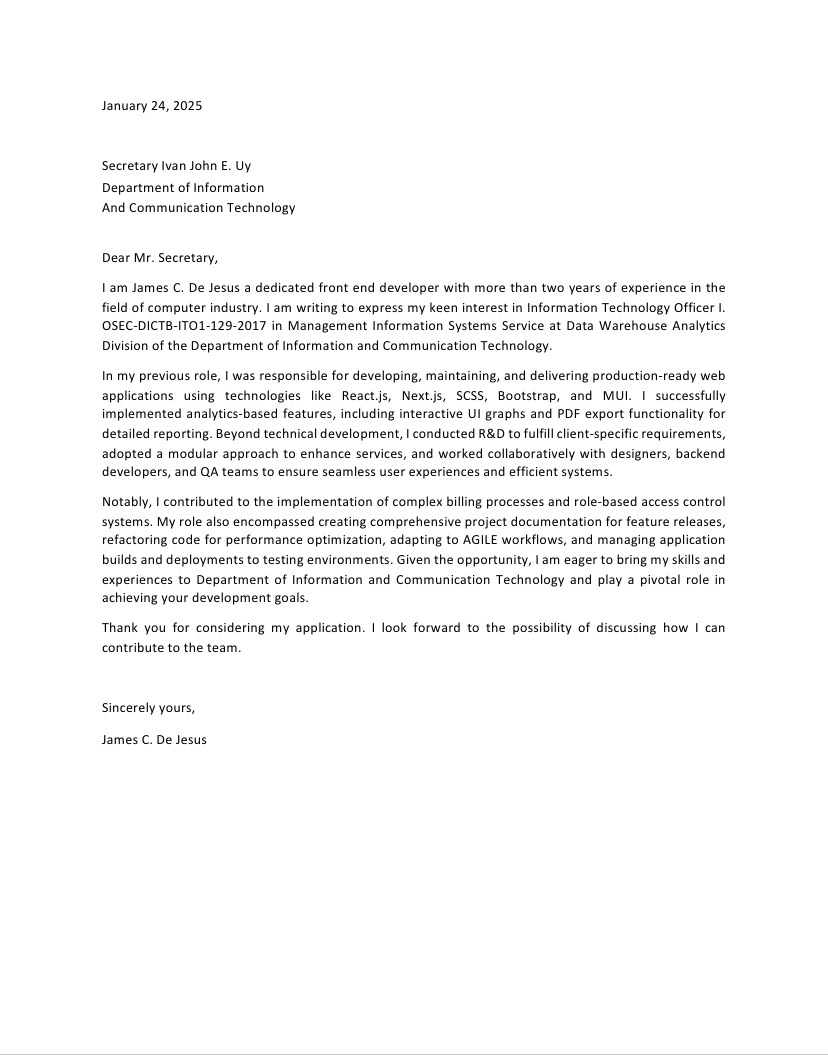 January 24, 2025
Secretary Ivan John E. Uy
Department of Information
And Communication Technology
Dear Mr. Secretary,
I am James C. De Jesus a dedicated front end developer with more than two years of experience in the
field of computer industry. I am writing to express my keen interest in Information Technology Officer I.
OSEC-DICTB-ITO1-129-2017 in Management Information Systems Service at Data Warehouse Analytics
Division of the Department of Information and Communication Technology.
In my previous role, I was responsible for developing, maintaining, and delivering production-ready web
applications using technologies like React.js, Next.js, SCSS, Bootstrap, and MUI. I successfully
implemented analytics-based features, including interactive UI graphs and PDF export functionality for
detailed reporting. Beyond technical development, I conducted R&D to fulfill client-specific requirements,
adopted a modular approach to enhance services, and worked collaboratively with designers, backend
developers, and QA teams to ensure seamless user experiences and efficient systems.
Notably, I contributed to the implementation of complex billing processes and role-based access control
systems. My role also encompassed creating comprehensive project documentation for feature releases,
refactoring code for performance optimization, adapting to AGILE workflows, and managing application
builds and deployments to testing environments. Given the opportunity, I am eager to bring my skills and
experiences to Department of Information and Communication Technology and play a pivotal role in
achieving your development goals.
Thank you for considering my application. I look forward to the possibility of discussing how I can
contribute to the team.
Sincerely yours,
James C. De Jesus